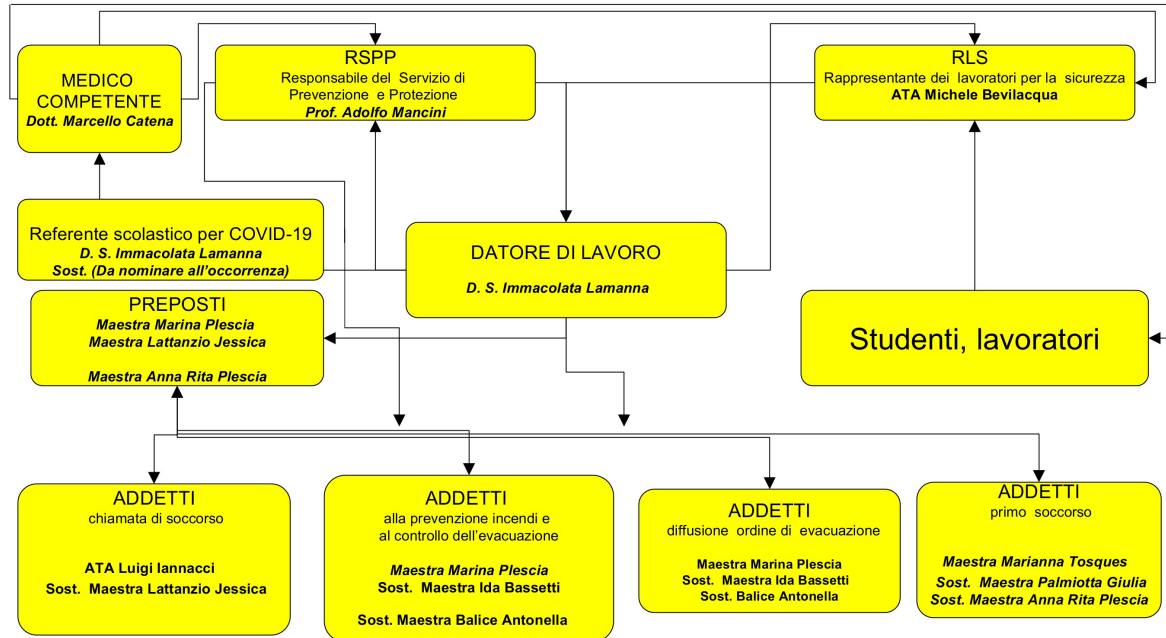 MEDICO
COMPETENTE
Dott. Marcello Catena
RSPP
Responsabile del Servizio di
Prevenzione e Protezione
Prof. Adolfo Mancini
RLS
Rappresentante dei lavoratori per la sicurezza
ATA Michele Bevilacqua
Referente scolastico per COVID-19
D. S. Immacolata Lamanna
Sost. (Da nominare all'occorrenza)
DATORE DI LAVORO
D. S. Immacolata Lamanna
PREPOSTI
Maestra Marina Plescia
Maestra Lattanzio Jessica
Maestra Anna Rita Plescia
Studenti, lavoratori
ADDETTI
chiamata di soccorso
ATA Luigi Iannacci
Sost. Maestra Lattanzio Jessica
ADDETTI
alla prevenzione incendi e
al controllo dell'evacuazione
Maestra Marina Plescia
Sost. Maestra Ida Bassetti
Sost. Maestra Balice Antonella
ADDETTI
diffusione ordine di evacuazione
Maestra Marina Plescia
Sost. Maestra Ida Bassetti
Sost. Balice Antonella
ADDETTI
primo soccorso
Maestra Marianna Tosques
Sost. Maestra Palmiotta Giulia
Sost. Maestra Anna Rita Plescia